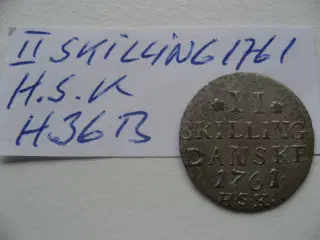 II SKILLING 1761
H.S.K
H36B
II
SKILLING
DANSKE
1761
H.S.K.